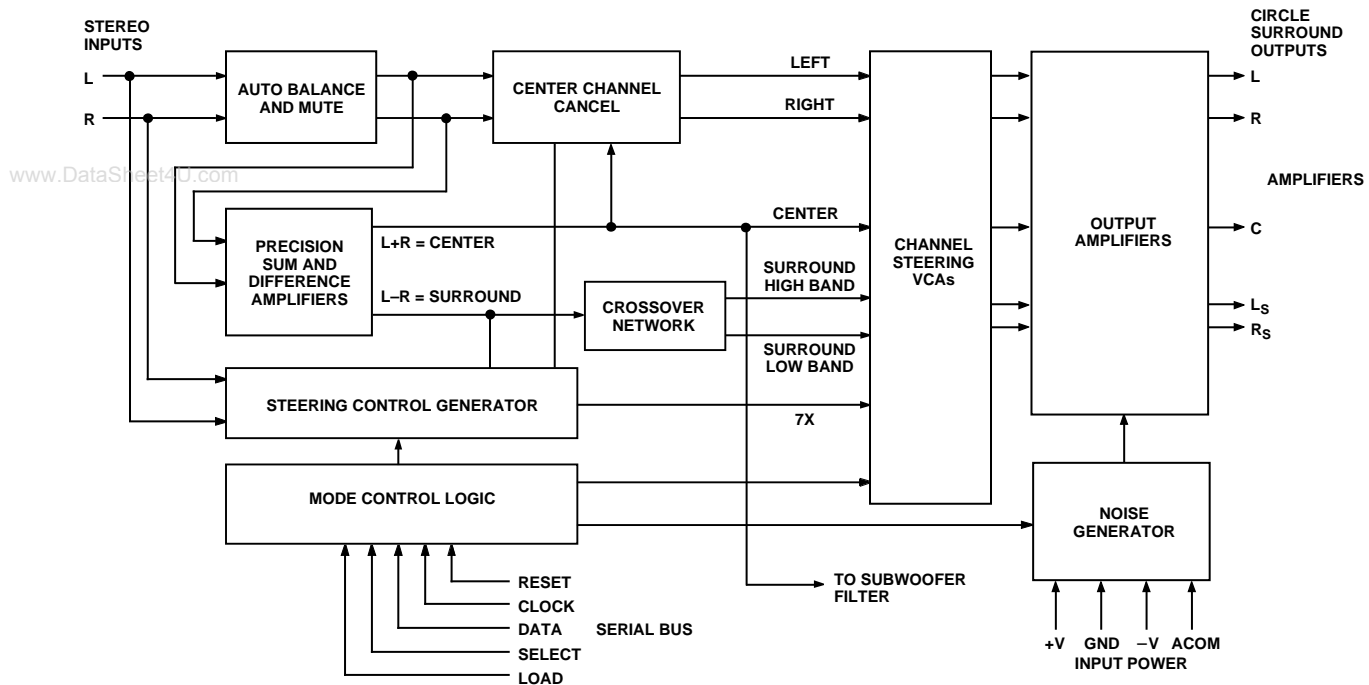 STEREO
INPUTS
L
R
AUTO BALANCE
AND MUTE
CENTER CHANNEL
CANCEL
LEFT
RIGHT
CIRCLE
SURROUND
OUTPUTS
L
R
AMPLIFIERS
C
LS
RS
www.DataSheet4U.com
PRECISION
SUM AND
DIFFERENCE
AMPLIFIERS
L+R = CENTER
L–R = SURROUND
CENTER
SURROUND
HIGH BAND
CROSSOVER
NETWORK
SURROUND
LOW BAND
CHANNEL
STEERING
VCAs
OUTPUT
AMPLIFIERS
STEERING CONTROL GENERATOR
7X
MODE CONTROL LOGIC
NOISE
GENERATOR
RESET
CLOCK
DATA
SERIAL BUS
SELECT
LOAD
TO SUBWOOFER
FILTER
+V GND –V ACOM
INPUT POWER